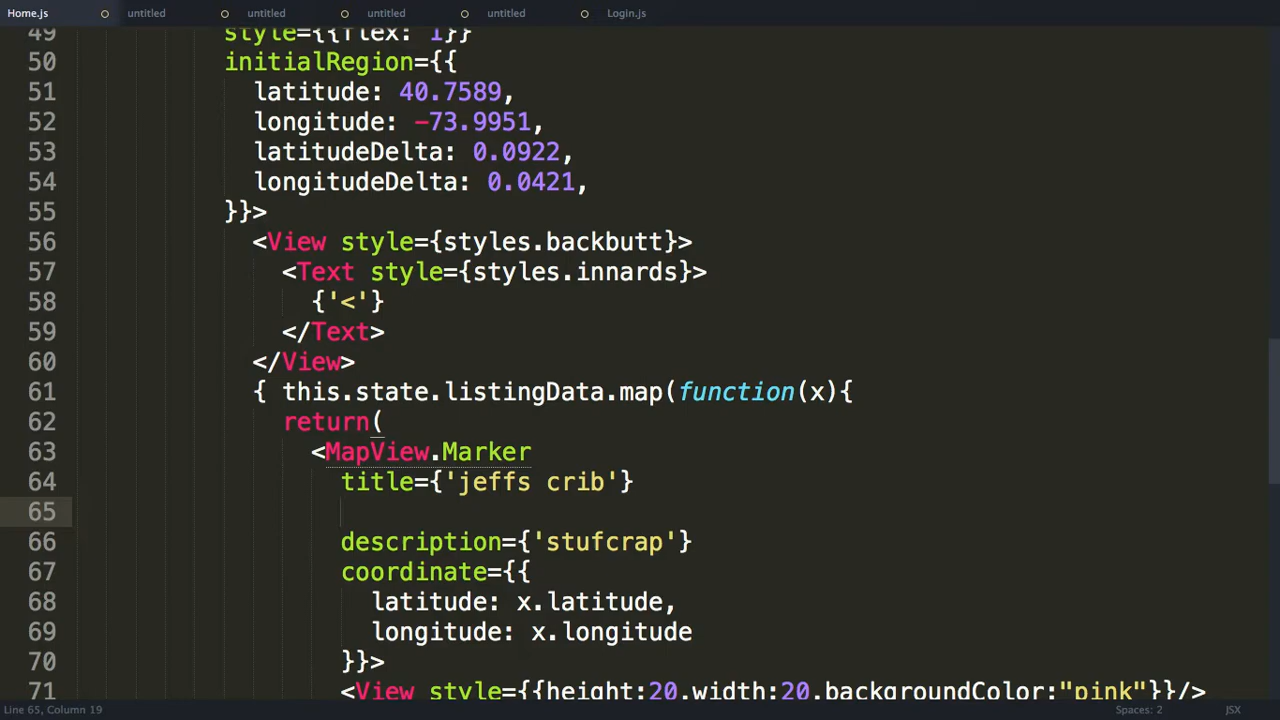 Home.js untitled untitled untitled untitled Login.js
49 style={{flex: 1}}
50 initialRegion={{
51 latitude: 40.7589,
52 longitude: -73.9951,
53 latitudeDelta: 0.0922,
54 longitudeDelta: 0.0421,
55 }}>
56 <View style={styles.backbutt}>
57 <Text style={styles.innards}>
58 {'<'}
59 </Text>
60 </View>
61 { this.state.listingData.map(function(x){
62 return(
63 <MapView.Marker
64 title={'jeffs crib'}
65
66 description={'stufcrap'}
67 coordinate={{
68 latitude: x.latitude,
69 longitude: x.longitude
70 }}>
71 <View style={{height:20,width:20,backgroundColor:"pink"}}/>
Line 65, Column 19 Spaces: 2 JSX